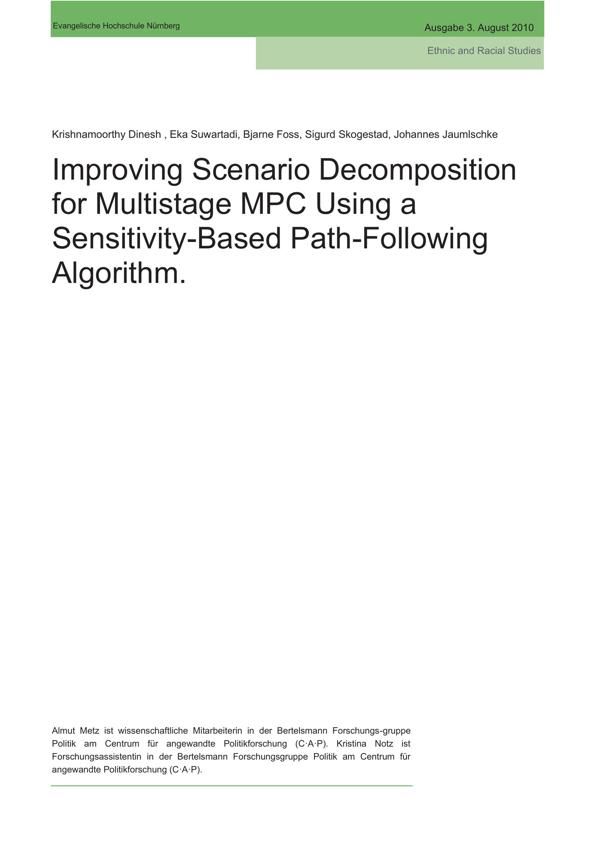 Evangelische Hochschule Nürnberg
Ausgabe 3. August 2010
Ethnic and Racial Studies
Krishnamoorthy Dinesh , Eka Suwartadi, Bjarne Foss, Sigurd Skogestad, Johannes Jaumlschke
Improving Scenario Decomposition
for Multistage MPC Using a
Sensitivity-Based Path-Following
Algorithm.
Almut Metz ist wissenschaftliche Mitarbeiterin in der Bertelsmann Forschungs-gruppe
Politik am Centrum für angewandte Politikforschung (C·A·P). Kristina Notz ist
Forschungsassistentin in der Bertelsmann Forschungsgruppe Politik am Centrum für
angewandte Politikforschung (C·A·P).